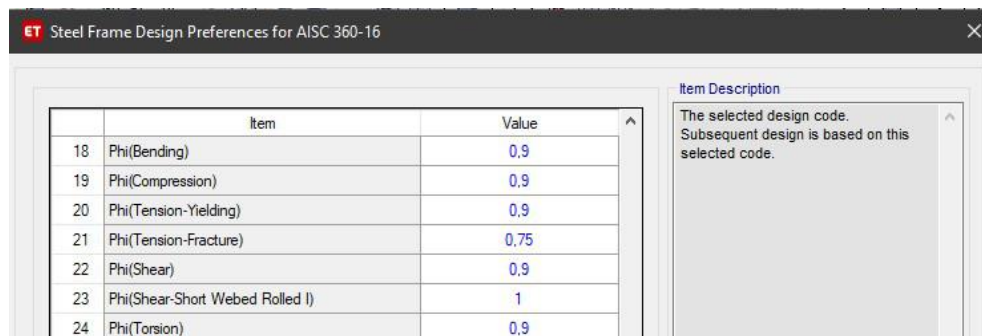 ET Steel Frame Design Preferences for AISC 360-16
Item Description
The selected design code.
Subsequent design is based on this
selected code.
Item Value
18 Phi(Bending) 0,9
19 Phi(Compression) 0,9
20 Phi(Tension-Yielding) 0,9
21 Phi(Tension-Fracture) 0,75
22 Phi(Shear) 0,9
23 Phi(Shear-Short Webed Rolled I) 1
24 Phi(Torsion) 0,9